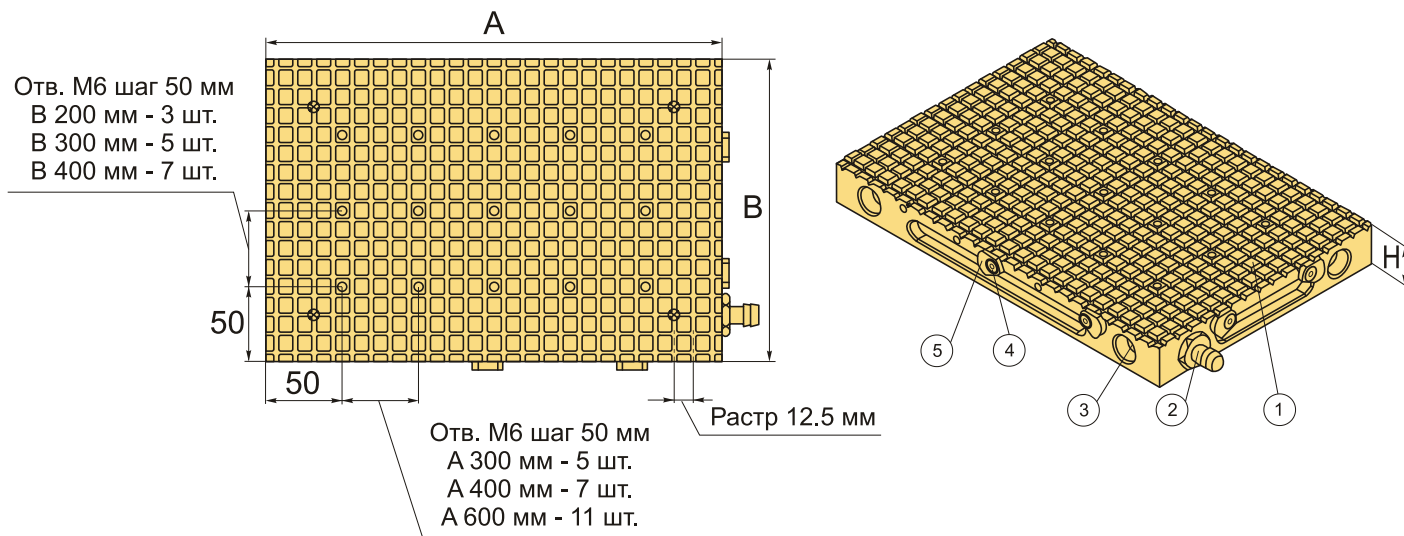 A
Отв. М6 шаг 50 мм
В 200 мм - 3 шт.
В 300 мм - 5 шт.
В 400 мм - 7 шт.
B
H
50
50
Растр 12.5 мм
Отв. М6 шаг 50 мм
А 300 мм - 5 шт.
А 400 мм - 7 шт.
А 600 мм - 11 шт.
5
4
3
2
1